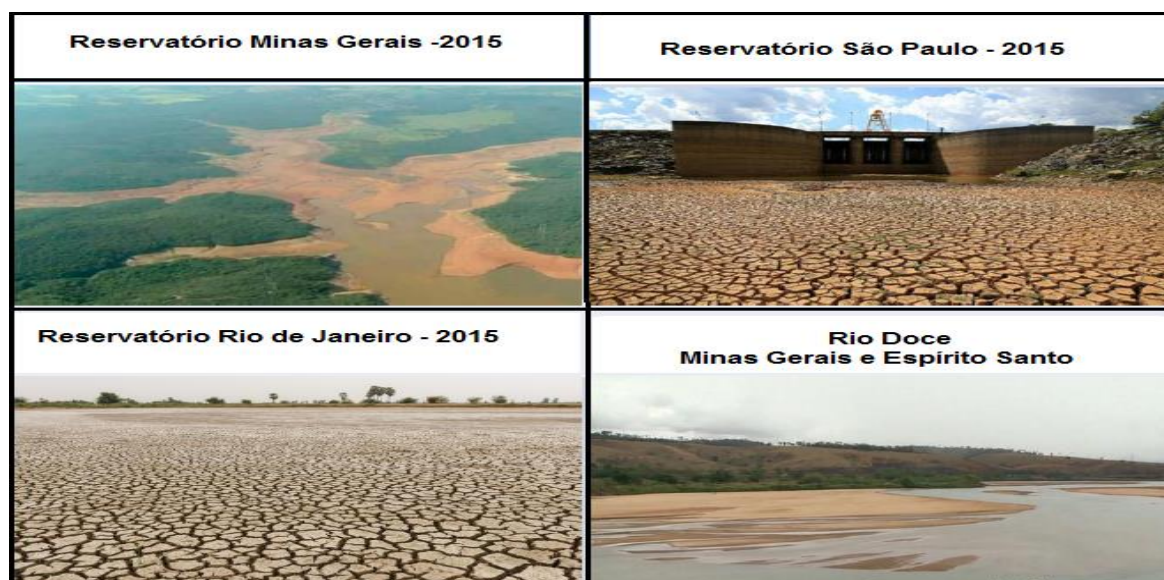 Reservatório Minas Gerais -2015
Reservatório São Paulo - 2015
Reservatório Rio de Janeiro - 2015
Rio Doce
Minas Gerais e Espírito Santo